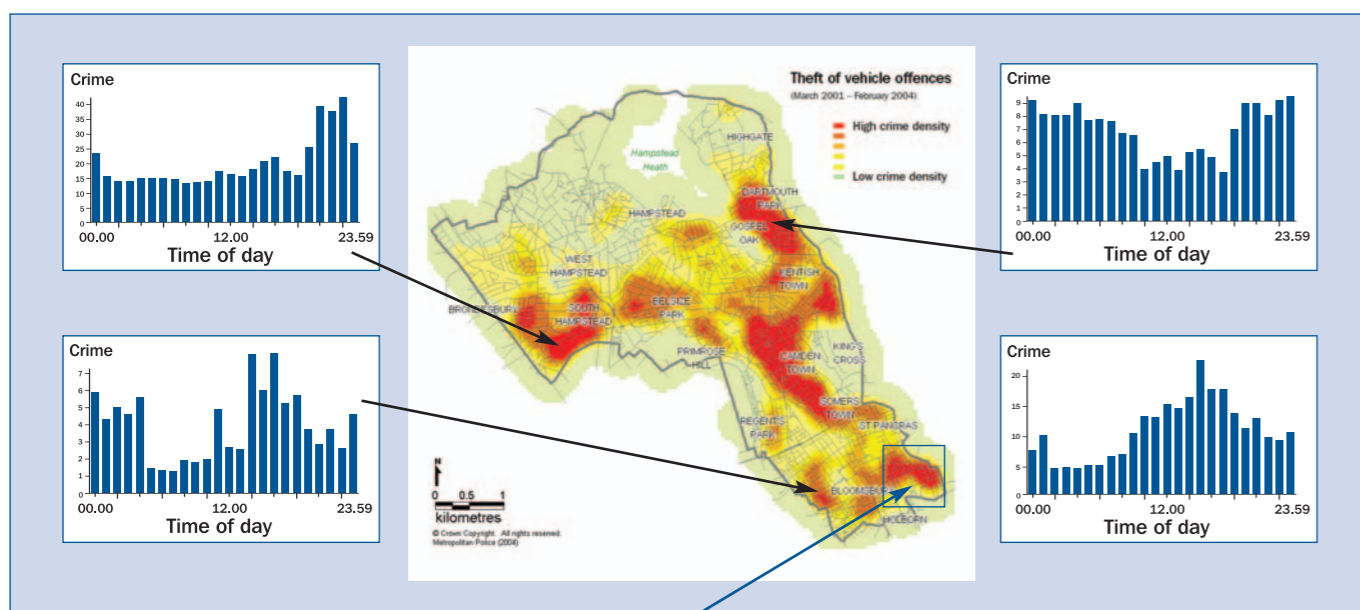 Crime
40
35
30
25
20
15
10
5
0
00.00
12.00
23.59
Time of day
Crime
7
6
5
4
3
2
1
0
00.00
12.00
23.59
Time of day
Theft of vehicle offences
(March 2001 – February 2004)
High crime density
Low crime density
HIGHGATE
Hampstead
Heath
DARTMOUTH
PARK
HAMPSTEAD
GOSPEL
OAK
WEST
HAMPSTEAD
KENTISH
TOWN
BRONDESBURY
SOUTH
HAMPSTEAD
BELSIZE
PARK
PRIMROSE
HILL
CAMDEN
TOWN
KING'S
CROSS
SOMERS
TOWN
REGENT'S
PARK
ST PANCRAS
BLOOMSBURY
HOLBORN
N
0 0.5 1
kilometres
© Crown Copyright. All rights reserved.
Metropolitan Police (2004)
Crime
9
8
7
6
5
4
3
2
1
0
00.00
12.00
23.59
Time of day
Crime
20
15
10
5
0
00.00
12.00
23.59
Time of day